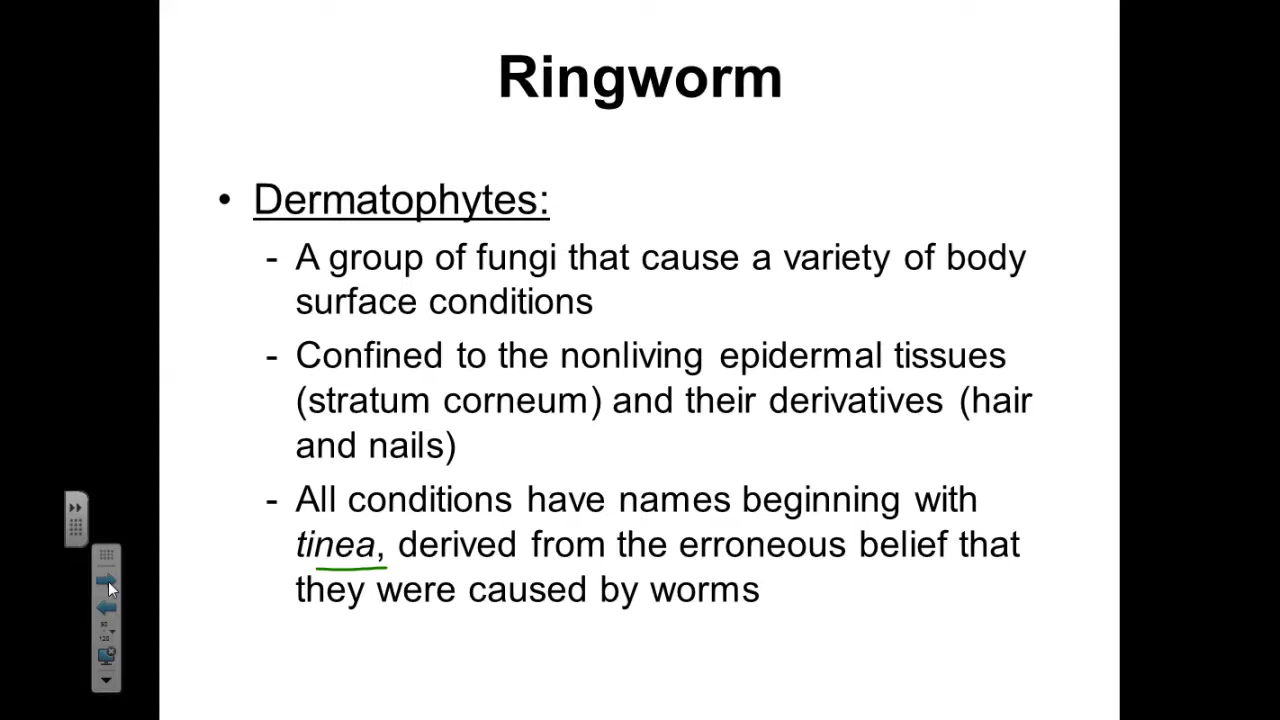 Ringworm
• Dermatophytes:
- A group of fungi that cause a variety of body
surface conditions
- Confined to the nonliving epidermal tissues
(stratum corneum) and their derivatives (hair
and nails)
- All conditions have names beginning with
tinea, derived from the erroneous belief that
they were caused by worms